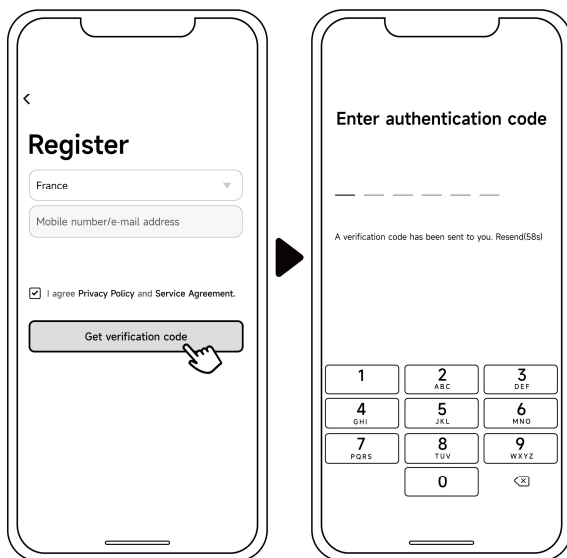 Register
France
Mobile number/e-mail address
I agree Privacy Policy and Service Agreement.
Get verification code
Enter authentication code
A verification code has been sent to you. Resend(58s)
1
2
ABC
3
DEF
4
GHI
5
JKL
6
MNO
7
PQRS
8
TUV
9
WXYZ
0